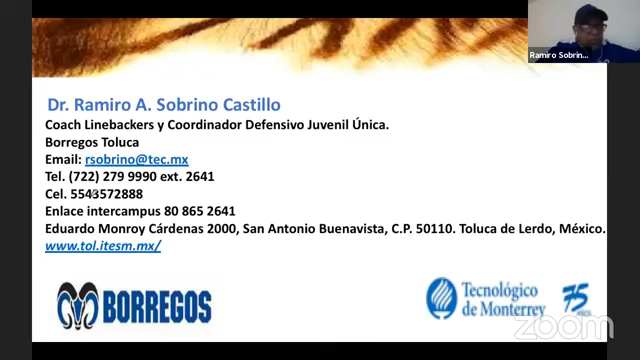 Ramiro Sobrin...
Dr. Ramiro A. Sobrino Castillo
Coach Linebackers y Coordinador Defensivo Juvenil Única.
Borregos Toluca
Email: rsobrino@tec.mx
Tel. (722) 279 9990 ext. 2641
Cel. 5543572888
Enlace intercampus 80 865 2641
Eduardo Monroy Cárdenas 2000, San Antonio Buenavista, C.P. 50110. Toluca de Lerdo, México.
www.tol.itesm.mx/
BORREGOS
Tecnológico
de Monterrey
75
AÑOS
zoom